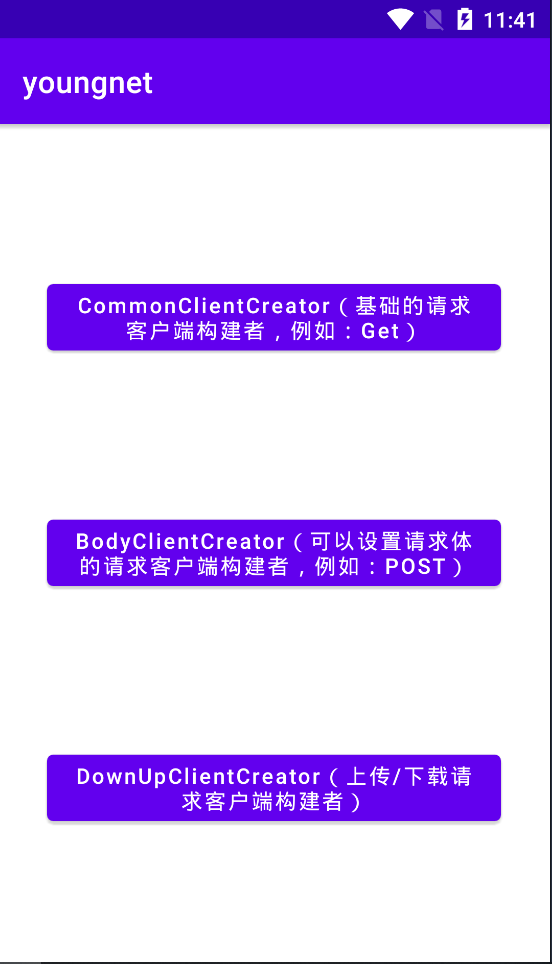 11:41
youngnet
CommonClientCreator（基础的请求
客户端构建者，例如：Get）
BodyClientCreator（可以设置请求体
的请求客户端构建者，例如：POST）
DownUpClientCreator（上传/下载请
求客户端构建者）